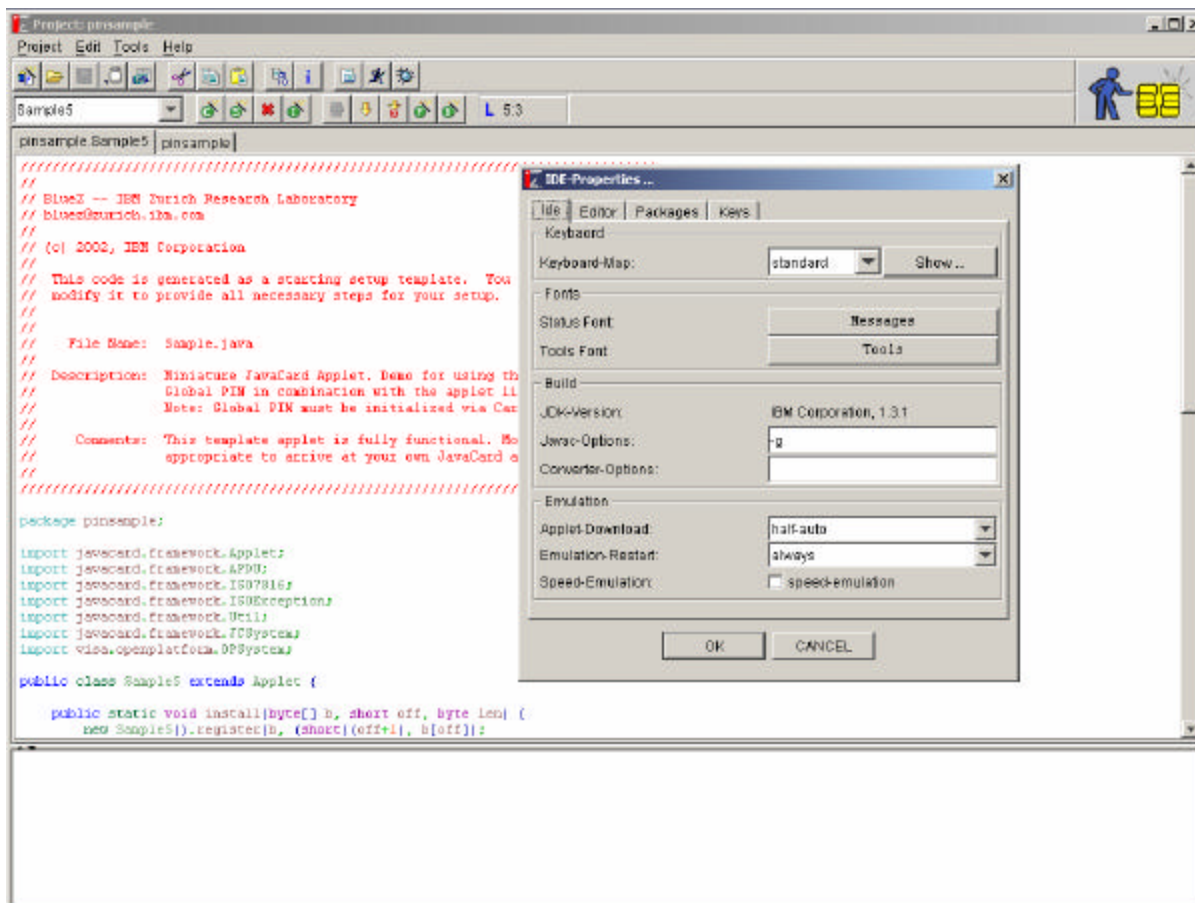 Project: pinsample
Project Edit Tools Help
Sample5
L 5:3
pinsample.Sample5
pinsample
////////////////////////////////////////////////////////////////////////////////
//
// BlueZ -- IBM Zurich Research Laboratory
// bluez@zurich.ibm.com
//
// (c) 2002, IBM Corporation
//
// This code is generated as a starting setup template. You
// modify it to provide all necessary steps for your setup.
//
//
// File Name: Sample.java
//
// Description: Miniature JavaCard Applet. Demo for using th
// Global PIN in combination with the applet li
// Note: Global PIN must be initialized via Car
//
// Comments: This template applet is fully functional. Mo
// appropriate to arrive at your own JavaCard a
//
////////////////////////////////////////////////////////////////
package pinsample;
import javacard.framework.Applet;
import javacard.framework.APDU;
import javacard.framework.ISO7816;
import javacard.framework.ISOException;
import javacard.framework.Util;
import javacard.framework.JCSystem;
import visa.openplatform.OPSystem;
public class Sample5 extends Applet {
public static void install(byte[] b, short off, byte len) {
new Sample5().register(b, (short)(off+1), b[off]);
IDE-Properties ...
Ide Editor Packages Keys
Keybaord
Keyboard-Map: standard Show ...
Fonts
Status Font: Messages
Tools Font: Tools
Build
JDK-Version: IBM Corporation, 1.3.1
Javac-Options: -g
Converter-Options:
Emulation
Applet-Download: half-auto
Emulation-Restart: always
Speed-Emulation: speed-emulation
OK CANCEL